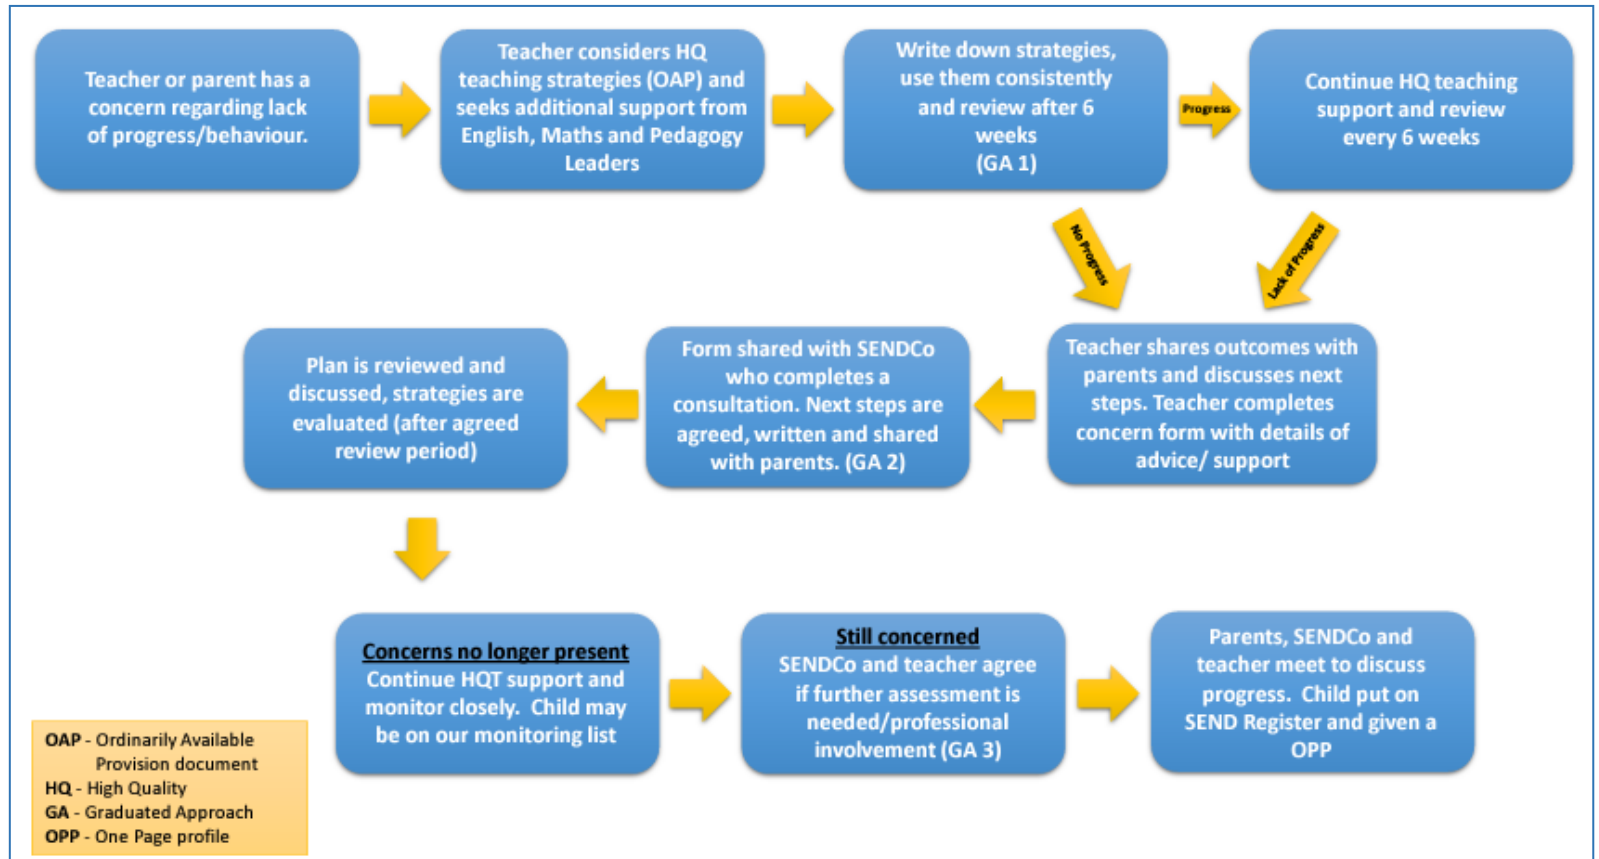 Teacher or parent has a
concern regarding lack
of progress/behaviour.
Teacher considers HQ
teaching strategies (OAP) and
seeks additional support from
English, Maths and Pedagogy
Leaders
Write down strategies,
use them consistently
and review after 6
weeks
(GA 1)
Progress
Continue HQ teaching
support and review
every 6 weeks
No Progress
Lack of Progress
Teacher shares outcomes with
parents and discusses next
steps. Teacher completes
concern form with details of
advice/ support
Form shared with SENDCo
who completes a
consultation. Next steps are
agreed, written and shared
with parents. (GA 2)
Plan is reviewed and
discussed, strategies are
evaluated (after agreed
review period)
Concerns no longer present
Continue HQT support and
monitor closely.  Child may
be on our monitoring list
Still concerned
SENDCo and teacher agree
if further assessment is
needed/professional
involvement (GA 3)
Parents, SENDCo and
teacher meet to discuss
progress.  Child put on
SEND Register and given a
OPP
OAP - Ordinarily Available
Provision document
HQ - High Quality
GA - Graduated Approach
OPP - One Page profile